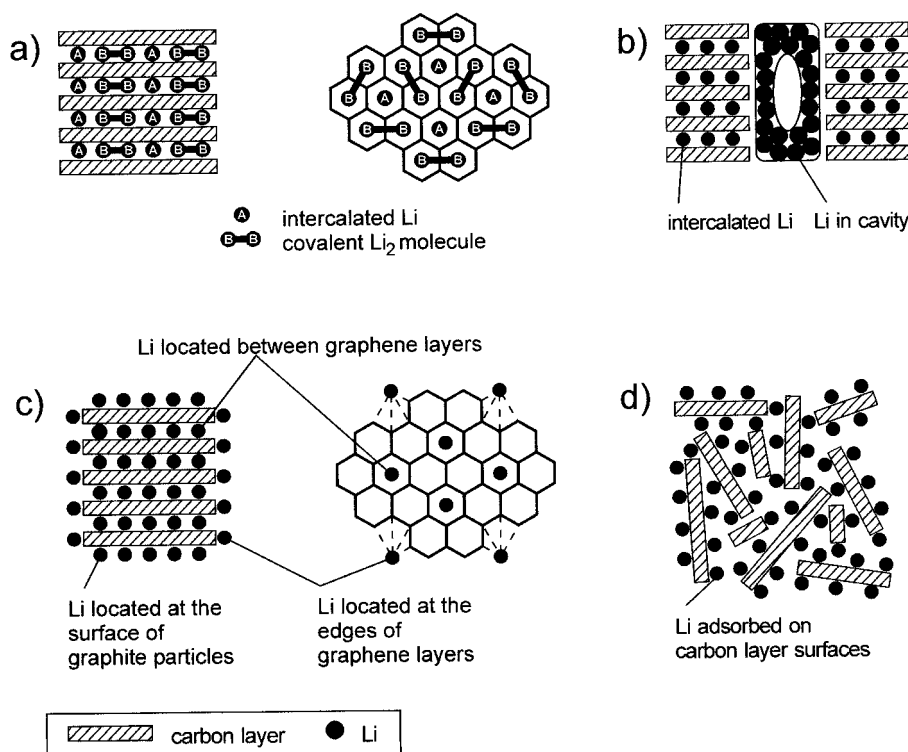 a)
A B B A B B
A B B A B B
A B B A B B
A B B A B B
B B
B A B
B B B B
A A
B B A B B
B B
A intercalated Li
B B covalent Li2 molecule
b)
intercalated Li
Li in cavity
c)
Li located between graphene layers
Li located at the
surface of
graphite particles
Li located at the
edges of
graphene layers
d)
Li adsorbed on
carbon layer surfaces
carbon layer
Li